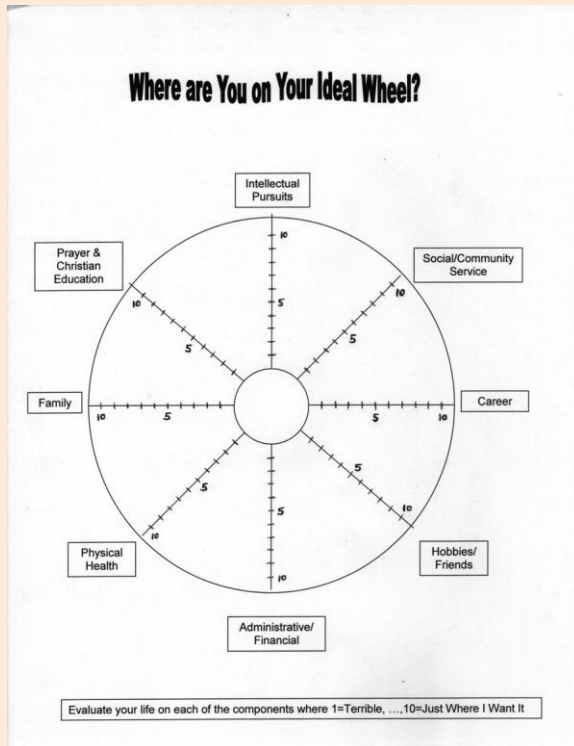 Where are You on Your Ideal Wheel?
Intellectual
Pursuits
10
5
Prayer &
Christian
Education
10
5
Social/Community
Service
10
5
Family
10
5
Career
5
10
Physical
Health
5
10
Hobbies/
Friends
5
10
5
10
Administrative/
Financial
Evaluate your life on each of the components where 1=Terrible, ...,10=Just Where I Want It